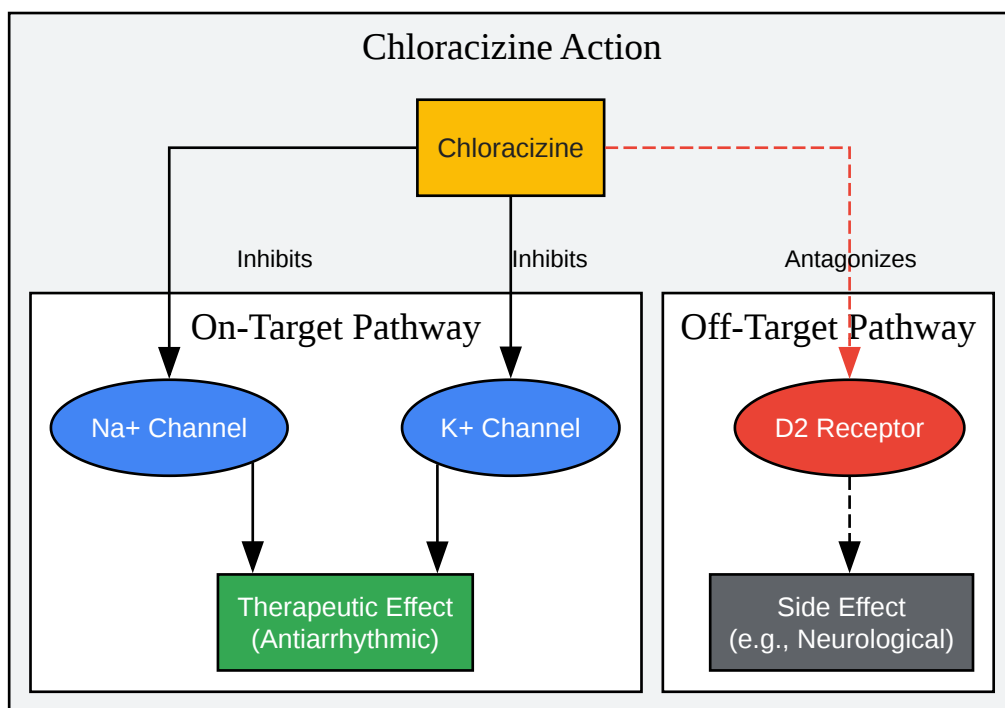 Chloracizine Action
Chloracizine
Inhibits
Inhibits
Antagonizes
On-Target Pathway
Off-Target Pathway
Na+ Channel
K+ Channel
D2 Receptor
Therapeutic Effect
(Antiarrhythmic)
Side Effect
(e.g., Neurological)